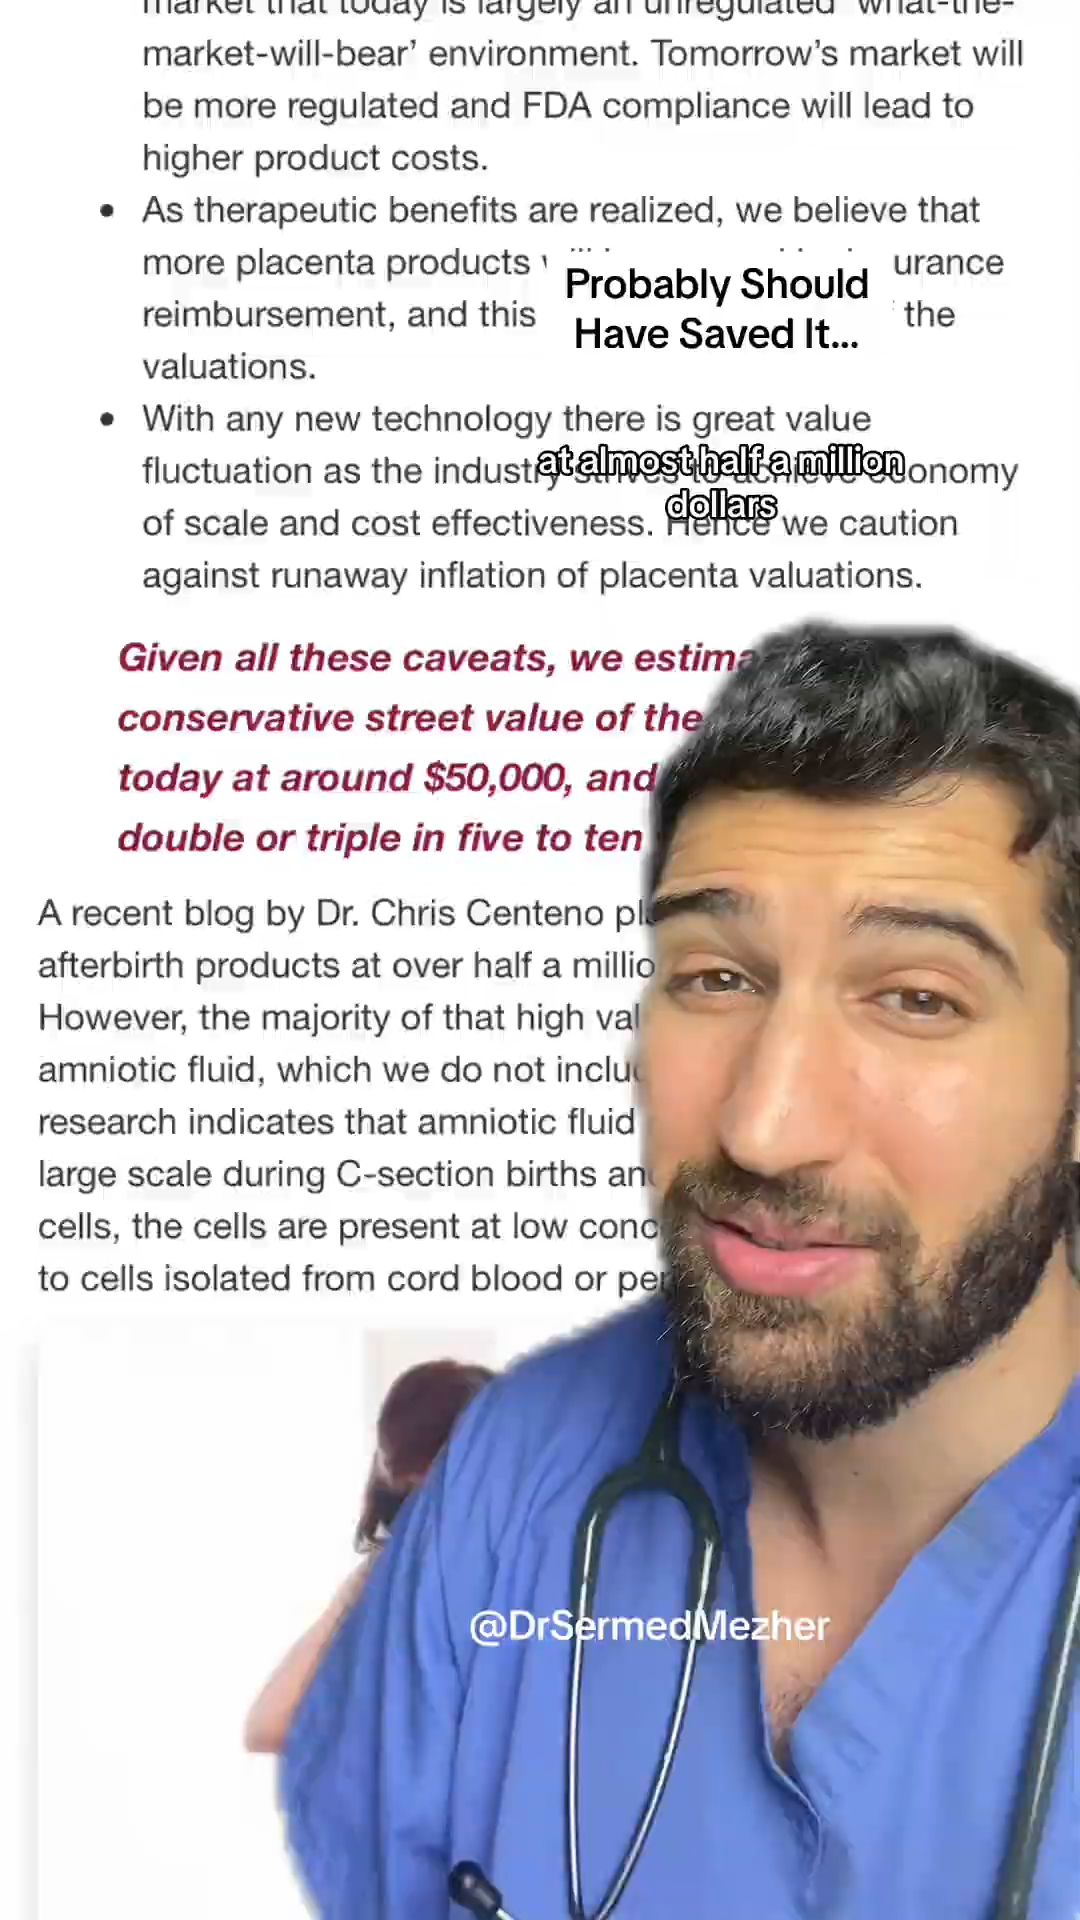 market that today is largely an unregulated 'what-the-
market-will-bear' environment. Tomorrow's market will
be more regulated and FDA compliance will lead to
higher product costs.
• As therapeutic benefits are realized, we believe that
more placenta products urance
Probably Should
Have Saved It...
reimbursement, and this the
valuations.
• With any new technology there is great value
fluctuation as the industry strives to achieve economy
at almost half a million
dollars
of scale and cost effectiveness. Hence we caution
against runaway inflation of placenta valuations.
Given all these caveats, we estima
conservative street value of the
today at around $50,000, and
double or triple in five to ten
A recent blog by Dr. Chris Centeno pl
afterbirth products at over half a millio
However, the majority of that high val
amniotic fluid, which we do not inclu
research indicates that amniotic fluid
large scale during C-section births an
cells, the cells are present at low conc
to cells isolated from cord blood or per
@DrSermedMezher